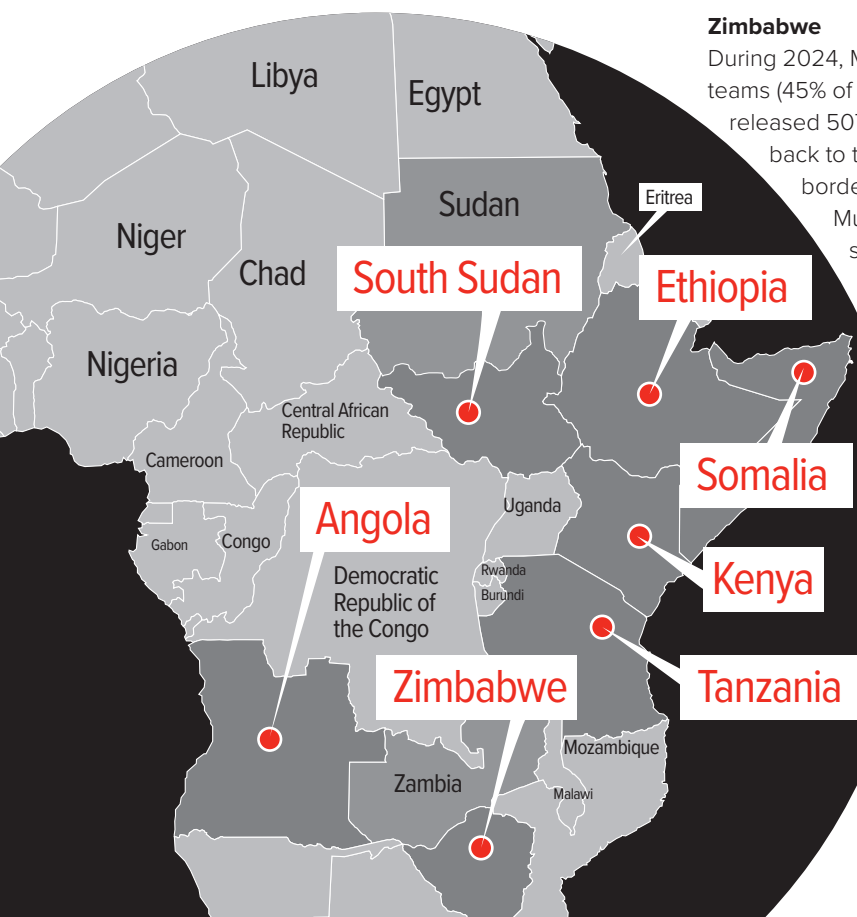 Zimbabwe
During 2024, M
teams (45% of
released 507
back to t
borde
Mu
s
Libya
Egypt
Sudan
Eritrea
Niger
Chad
South Sudan
Ethiopia
Nigeria
Central African
Republic
Cameroon
Somalia
Angola
Uganda
Gabon
Congo
Rwanda
Kenya
Democratic
Republic of
the Congo
Burundi
Zimbabwe
Tanzania
Mozambique
Zambia
Malawi